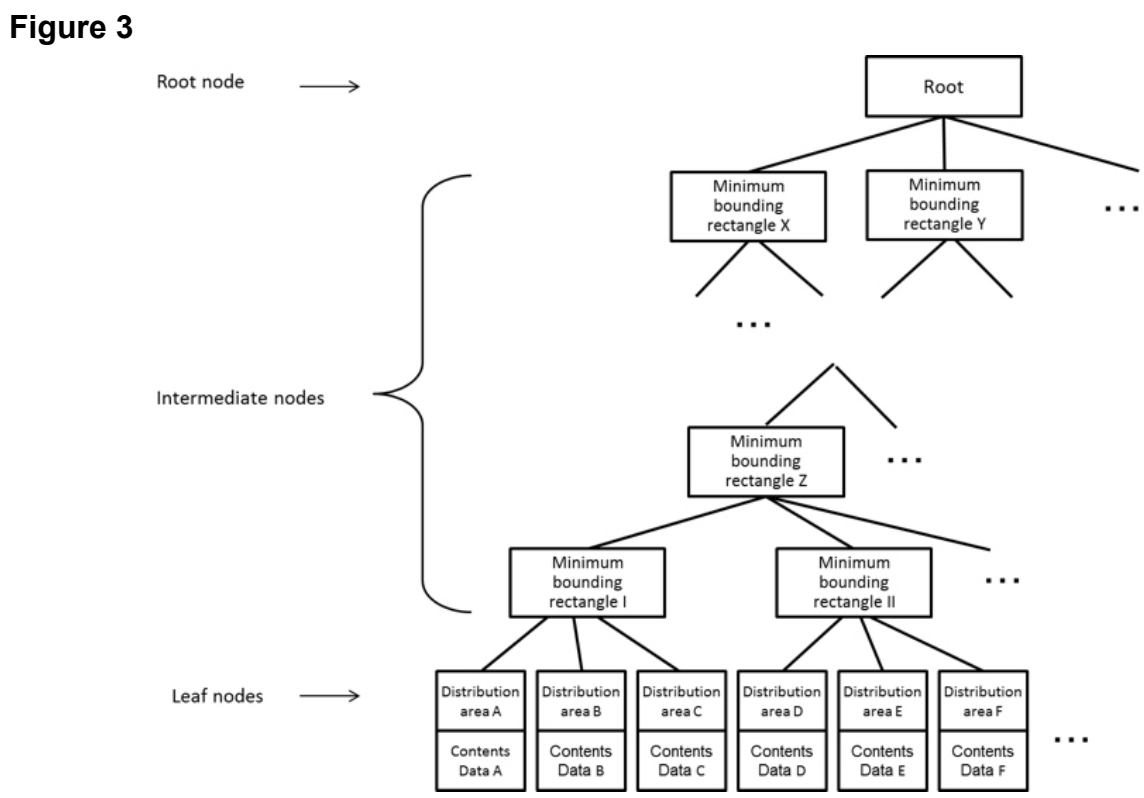 Figure 3
Root node
Root
Minimum
bounding
rectangle X
Minimum
bounding
rectangle Y
...
...
Intermediate nodes
Minimum
bounding
rectangle Z
...
Minimum
bounding
rectangle I
Minimum
bounding
rectangle II
...
Leaf nodes
Distribution
area A
Contents
Data A
Distribution
area B
Contents
Data B
Distribution
area C
Contents
Data C
Distribution
area D
Contents
Data D
Distribution
area E
Contents
Data E
Distribution
area F
Contents
Data F
...